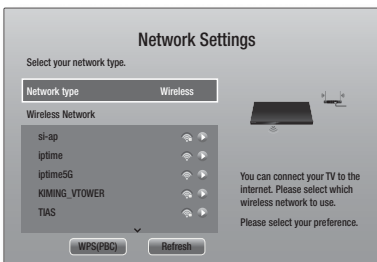 Network Settings
Select your network type.
Network type Wireless
Wireless Network
si-ap
iptime
iptime5G
KIMING_VTOWER
TIAS
WPS(PBC) Refresh
You can connect your TV to the
internet. Please select which
wireless network to use.
Please select your preference.